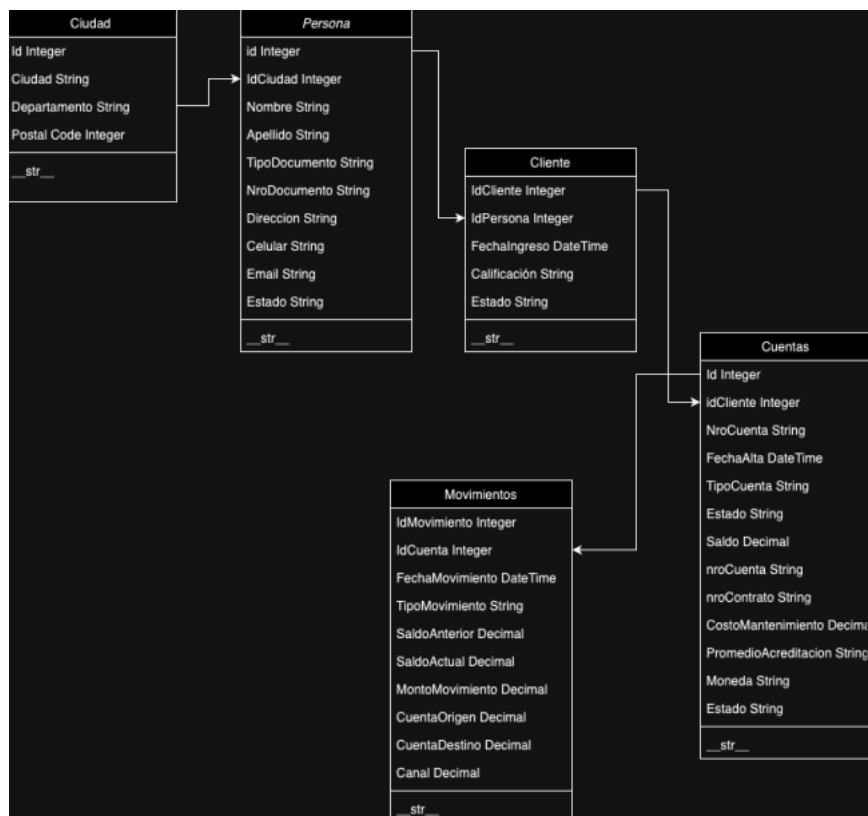 Ciudad
Id Integer
Ciudad String
Departamento String
Postal Code Integer
__str__
Persona
id Integer
IdCiudad Integer
Nombre String
Apellido String
TipoDocumento String
NroDocumento String
Direccion String
Celular String
Email String
Estado String
__str__
Cliente
IdCliente Integer
IdPersona Integer
FechaIngreso DateTime
Calificación String
Estado String
__str__
Cuentas
Id Integer
idCliente Integer
NroCuenta String
FechaAlta DateTime
TipoCuenta String
Estado String
Saldo Decimal
nroCuenta String
nroContrato String
CostoMantenimiento Decima
PromedioAcreditacion String
Moneda String
Estado String
__str__
Movimientos
IdMovimiento Integer
IdCuenta Integer
FechaMovimiento DateTime
TipoMovimiento String
SaldoAnterior Decimal
SaldoActual Decimal
MontoMovimiento Decimal
CuentaOrigen Decimal
CuentaDestino Decimal
Canal Decimal
__str__